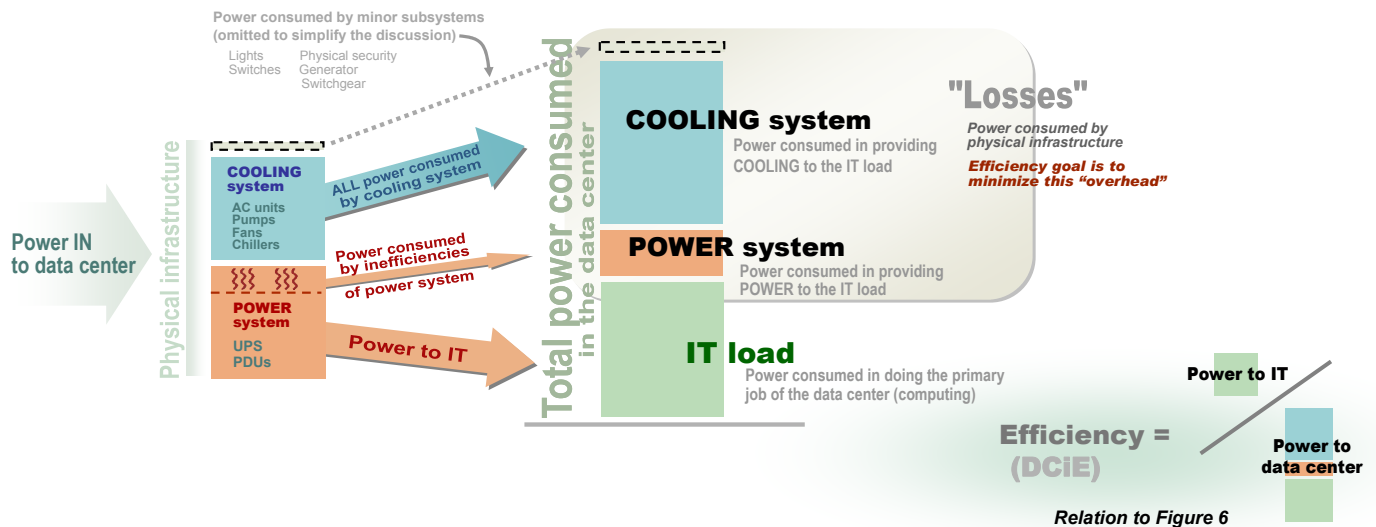 Power consumed by minor subsystems
(omitted to simplify the discussion)
Lights
Switches
Physical security
Generator
Switchgear
Power IN
to data center
Physical infrastructure
COOLING
system
AC units
Pumps
Fans
Chillers
POWER
system
UPS
PDUs
ALL power consumed
by cooling system
Power consumed
by inefficiencies
of power system
Power to IT
Total power consumed
in the data center
COOLING system
Power consumed in providing
COOLING to the IT load
POWER system
Power consumed in providing
POWER to the IT load
IT load
Power consumed in doing the primary
job of the data center (computing)
"Losses"
Power consumed by
physical infrastructure
Efficiency goal is to
minimize this “overhead”
Efficiency =
(DCiE)
Power to IT
Power to
data center
Relation to Figure 6